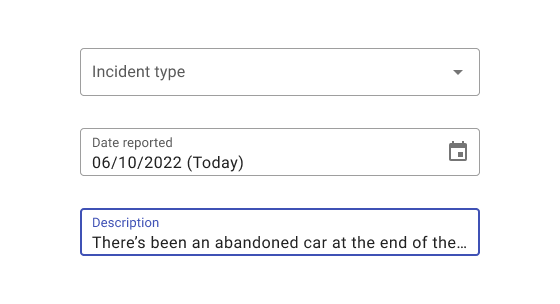 Incident type
Date reported
06/10/2022 (Today)
Description
There’s been an abandoned car at the end of the...